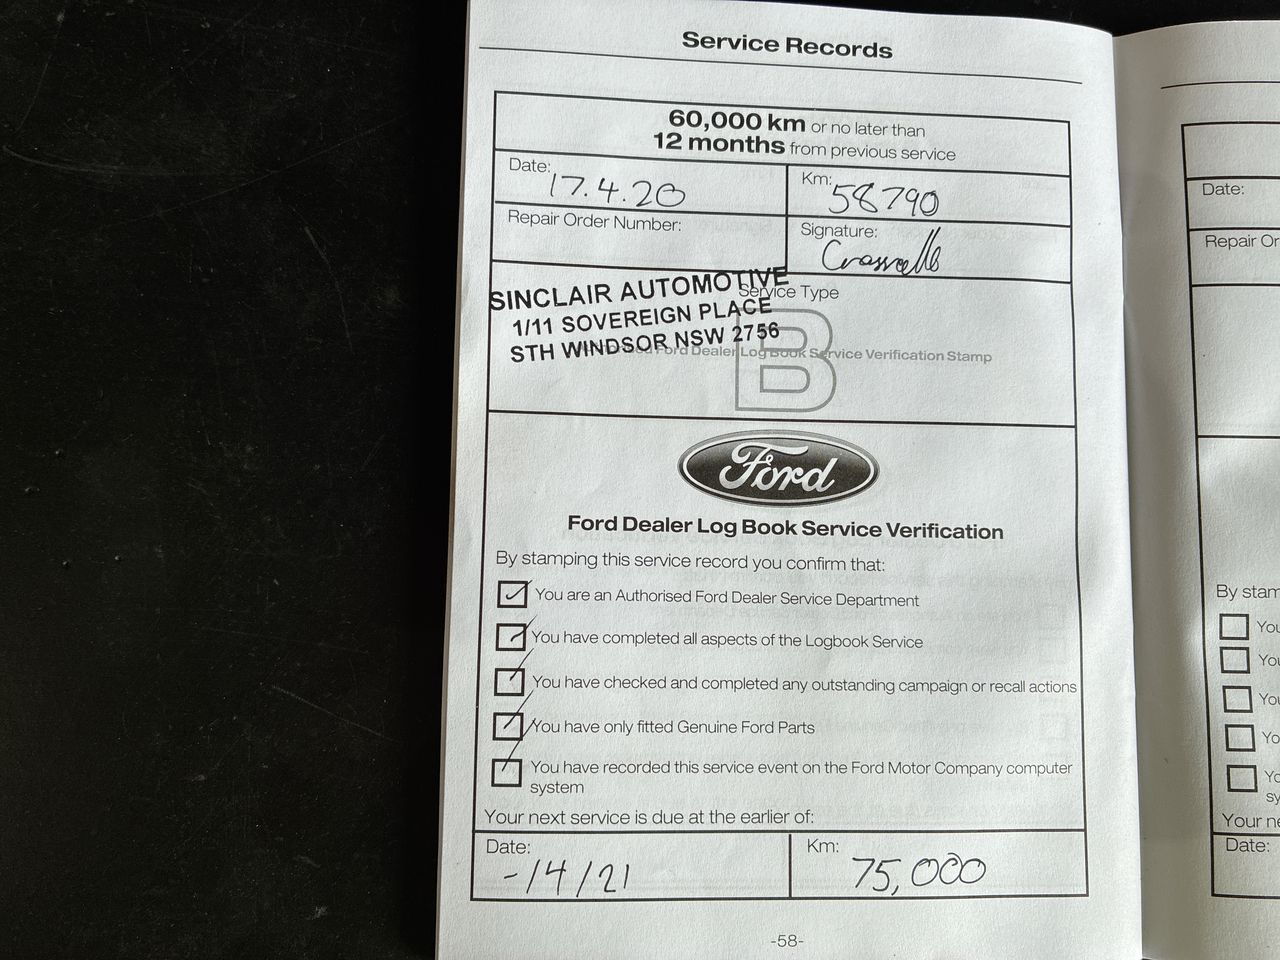 Service Records
60,000 km or no later than
12 months from previous service
Date: 17.4.20
Km: 58790
Repair Order Number:
Signature:
SINCLAIR AUTOMOTIVE
1/11 SOVEREIGN PLACE
STH WINDSOR NSW 2756
Service Type
B
Ford Dealer Log Book Service Verification Stamp
Ford
Ford Dealer Log Book Service Verification
By stamping this service record you confirm that:
You are an Authorised Ford Dealer Service Department
You have completed all aspects of the Logbook Service
You have checked and completed any outstanding campaign or recall actions
You have only fitted Genuine Ford Parts
You have recorded this service event on the Ford Motor Company computer
system
Your next service is due at the earlier of:
Date: -/4/21
Km: 75,000
-58-
Date:
Repair Or
By stam
You
Your ne
Date: